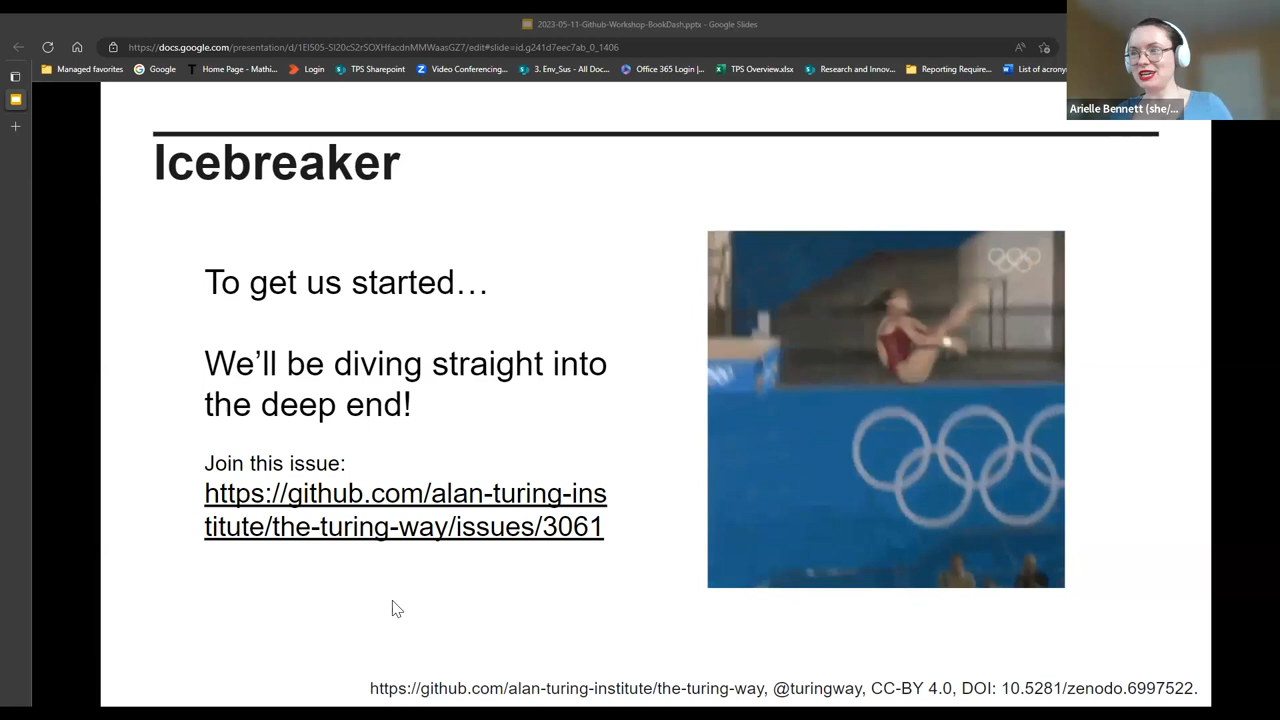 2023-05-11-Github-Workshop-BookDash.pptx - Google Slides
https://docs.google.com/presentation/d/1EI505-SI20cS2rSOXHfacdnMMWaasGZ7/edit#slide=id.g241d7eec7ab_0_1406
Managed favorites Google Home Page - Mathi... Login TPS Sharepoint Conferencing... 3. Env_Sus - All Doc... Office 365 Login |... TPS Overview.xlsx Research and Innov... Reporting Require... List of acrony
Arielle Bennett (she/...
Icebreaker
To get us started…
We’ll be diving straight into
the deep end!
Join this issue:
https://github.com/alan-turing-ins
titute/the-turing-way/issues/3061
https://github.com/alan-turing-institute/the-turing-way, @turingway, CC-BY 4.0, DOI: 10.5281/zenodo.6997522.